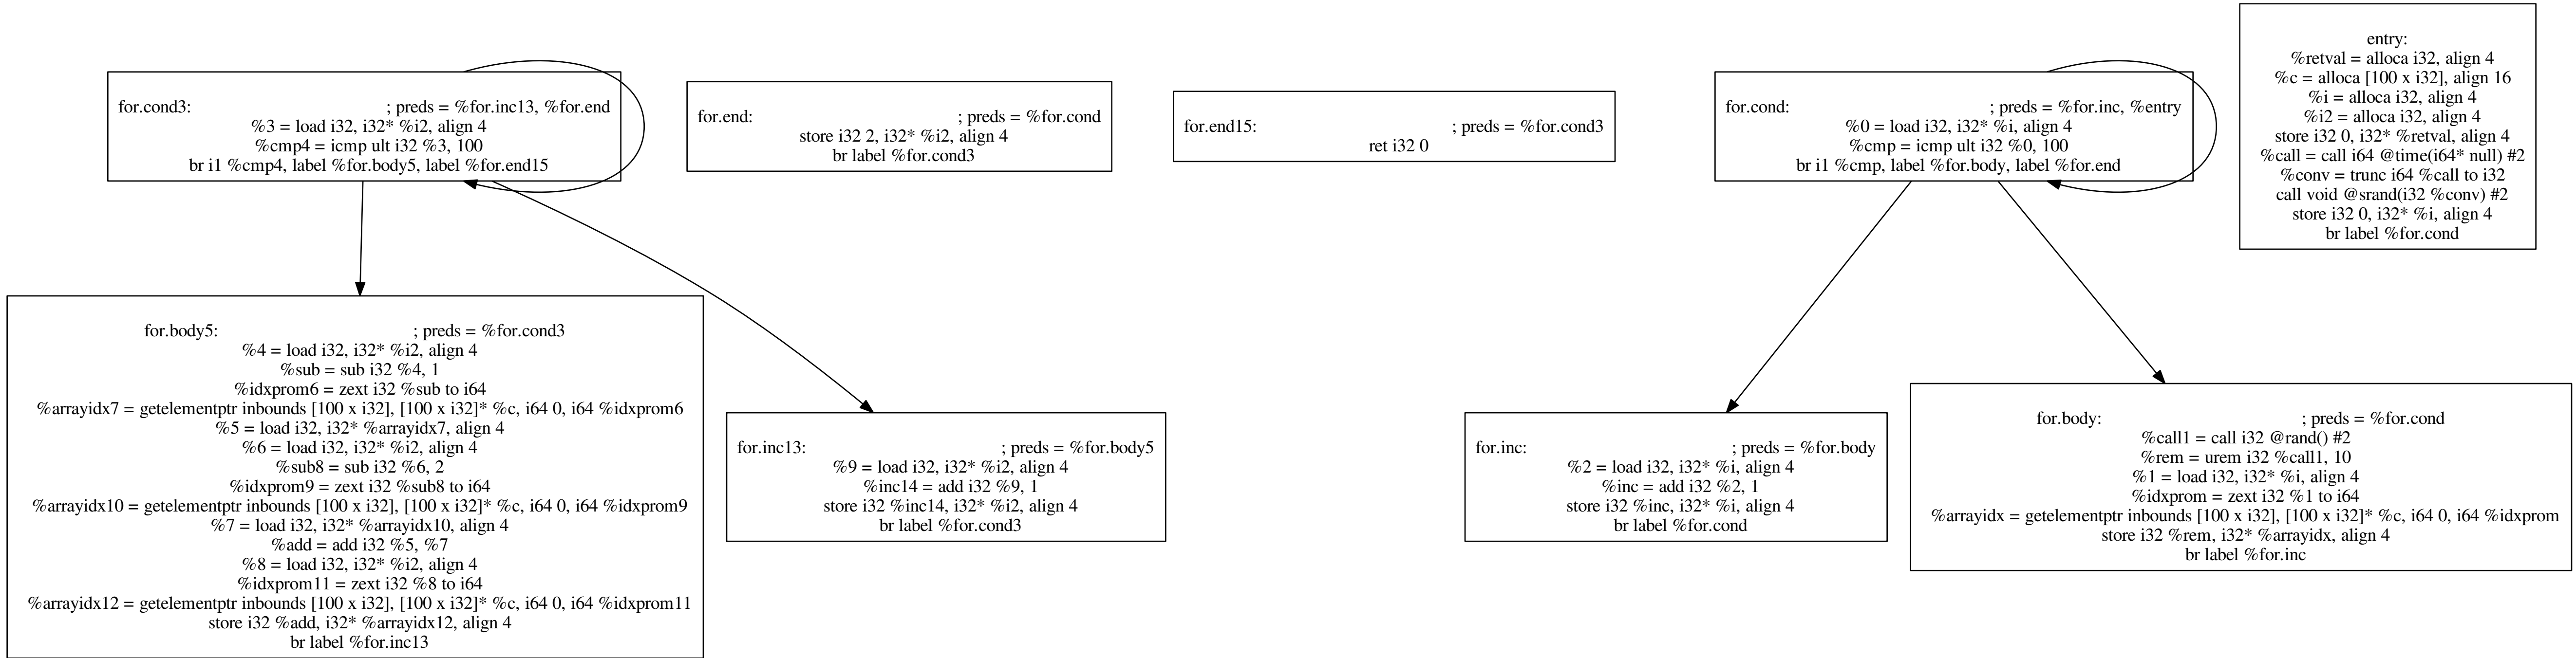 for.cond3: ; preds = %for.inc13, %for.end
%3 = load i32, i32* %i2, align 4
%cmp4 = icmp ult i32 %3, 100
br i1 %cmp4, label %for.body5, label %for.end15
for.end: ; preds = %for.cond
store i32 2, i32* %i2, align 4
br label %for.cond3
for.end15: ; preds = %for.cond3
ret i32 0
for.cond: ; preds = %for.inc, %entry
%0 = load i32, i32* %i, align 4
%cmp = icmp ult i32 %0, 100
br i1 %cmp, label %for.body, label %for.end
entry:
%retval = alloca i32, align 4
%c = alloca [100 x i32], align 16
%i = alloca i32, align 4
%i2 = alloca i32, align 4
store i32 0, i32* %retval, align 4
%call = call i64 @time(i64* null) #2
%conv = trunc i64 %call to i32
call void @srand(i32 %conv) #2
store i32 0, i32* %i, align 4
br label %for.cond
for.body5: ; preds = %for.cond3
%4 = load i32, i32* %i2, align 4
%sub = sub i32 %4, 1
%idxprom6 = zext i32 %sub to i64
%arrayidx7 = getelementptr inbounds [100 x i32], [100 x i32]* %c, i64 0, i64 %idxprom6
%5 = load i32, i32* %arrayidx7, align 4
%6 = load i32, i32* %i2, align 4
%sub8 = sub i32 %6, 2
%idxprom9 = zext i32 %sub8 to i64
%arrayidx10 = getelementptr inbounds [100 x i32], [100 x i32]* %c, i64 0, i64 %idxprom9
%7 = load i32, i32* %arrayidx10, align 4
%add = add i32 %5, %7
%8 = load i32, i32* %i2, align 4
%idxprom11 = zext i32 %8 to i64
%arrayidx12 = getelementptr inbounds [100 x i32], [100 x i32]* %c, i64 0, i64 %idxprom11
store i32 %add, i32* %arrayidx12, align 4
br label %for.inc13
for.inc13: ; preds = %for.body5
%9 = load i32, i32* %i2, align 4
%inc14 = add i32 %9, 1
store i32 %inc14, i32* %i2, align 4
br label %for.cond3
for.inc: ; preds = %for.body
%2 = load i32, i32* %i, align 4
%inc = add i32 %2, 1
store i32 %inc, i32* %i, align 4
br label %for.cond
for.body: ; preds = %for.cond
%call1 = call i32 @rand() #2
%rem = urem i32 %call1, 10
%1 = load i32, i32* %i, align 4
%idxprom = zext i32 %1 to i64
%arrayidx = getelementptr inbounds [100 x i32], [100 x i32]* %c, i64 0, i64 %idxprom
store i32 %rem, i32* %arrayidx, align 4
br label %for.inc